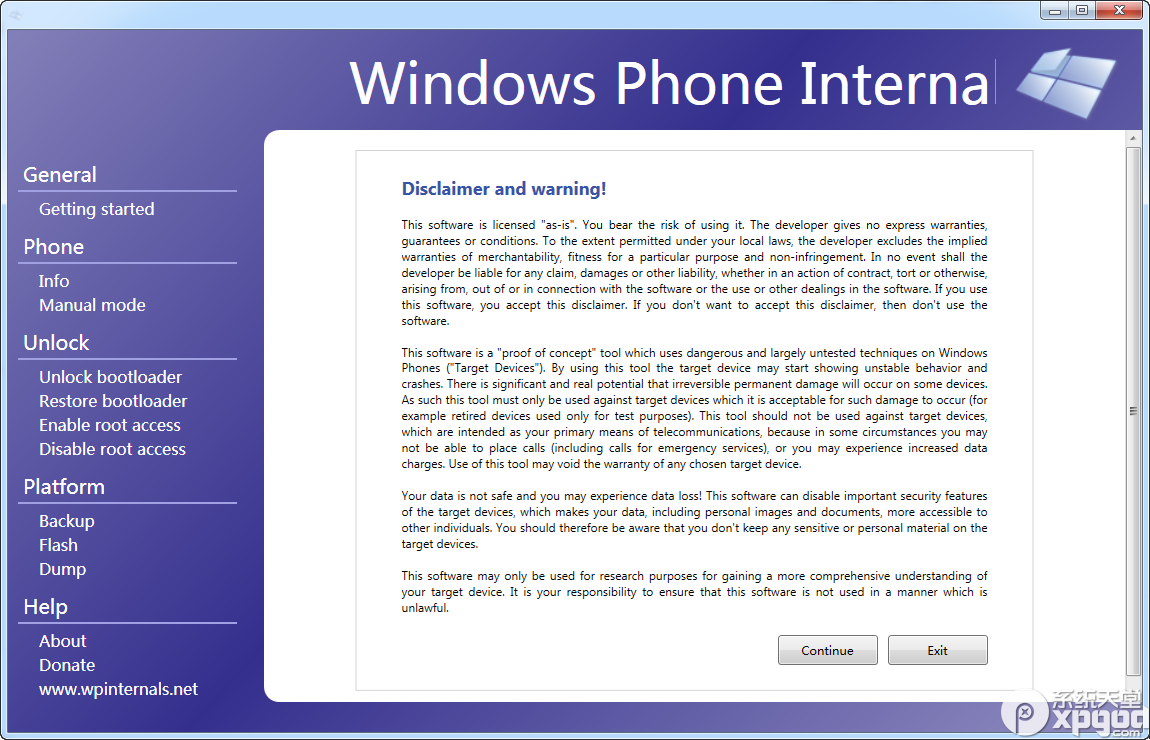 Windows Phone Interna
General
Getting started
Phone
Info
Manual mode
Unlock
Unlock bootloader
Restore bootloader
Enable root access
Disable root access
Platform
Backup
Flash
Dump
Help
About
Donate
www.wpinternals.net
Disclaimer and warning!
This software is licensed "as-is". You bear the risk of using it. The developer gives no express warranties,
guarantees or conditions. To the extent permitted under your local laws, the developer excludes the implied
warranties of merchantability, fitness for a particular purpose and non-infringement. In no event shall the
developer be liable for any claim, damages or other liability, whether in an action of contract, tort or otherwise,
arising from, out of or in connection with the software or the use or other dealings in the software. If you use
this software, you accept this disclaimer. If you don't want to accept this disclaimer, then don't use the
software.
This software is a "proof of concept" tool which uses dangerous and largely untested techniques on Windows
Phones ("Target Devices"). By using this tool the target device may start showing unstable behavior and
crashes. There is significant and real potential that irreversible permanent damage will occur on some devices.
As such this tool must only be used against target devices which it is acceptable for such damage to occur (for
example retired devices used only for test purposes). This tool should not be used against target devices,
which are intended as your primary means of telecommunications, because in some circumstances you may
not be able to place calls (including calls for emergency services), or you may experience increased data
charges. Use of this tool may void the warranty of any chosen target device.
Your data is not safe and you may experience data loss! This software can disable important security features
of the target devices, which makes your data, including personal images and documents, more accessible to
other individuals. You should therefore be aware that you don't keep any sensitive or personal material on the
target devices.
This software may only be used for research purposes for gaining a more comprehensive understanding of
your target device. It is your responsibility to ensure that this software is not used in a manner which is
unlawful.
Continue
Exit
系统天堂
xpgod
.com